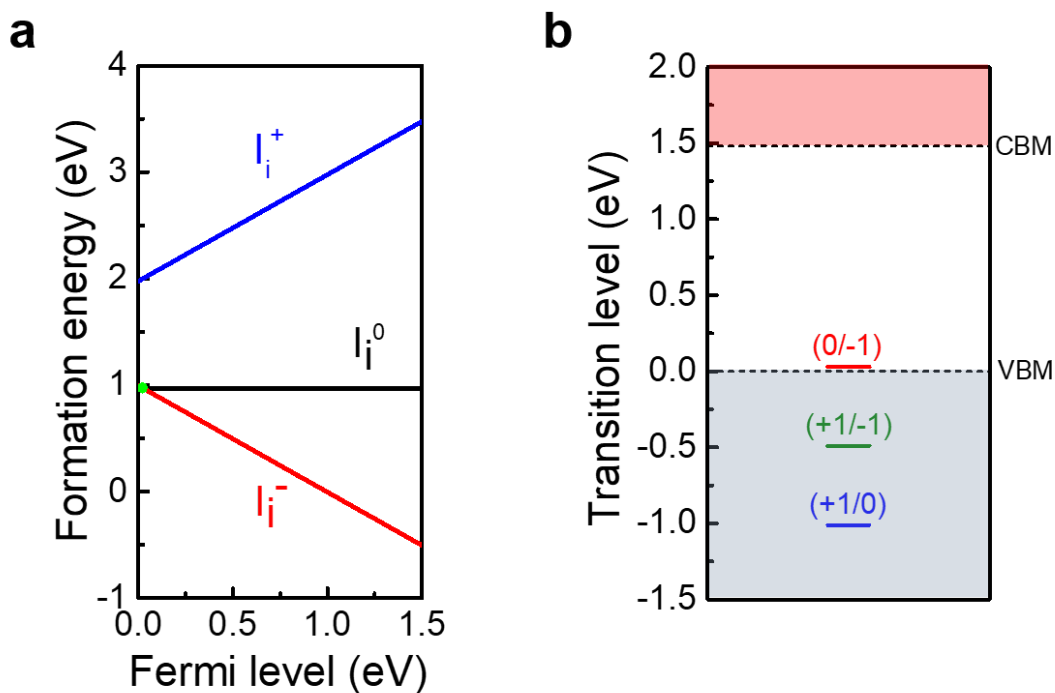 a
Formation energy (eV)
4
3
2
1
0
-1
I_i^+
I_i^0
I_i^-
0.0 0.5 1.0 1.5
Fermi level (eV)
b
Transition level (eV)
2.0
1.5
1.0
0.5
0.0
-0.5
-1.0
-1.5
CBM
(0/-1)
VBM
(+1/-1)
(+1/0)